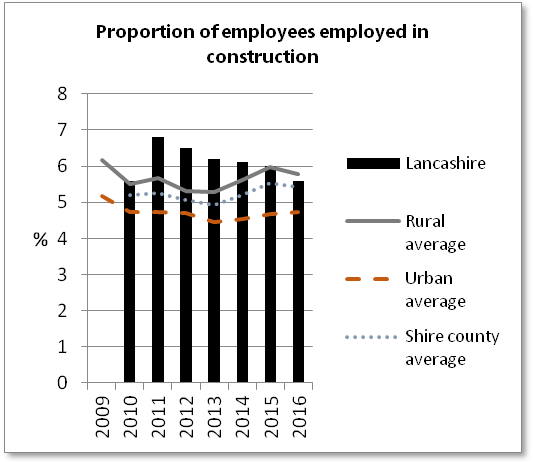 Proportion of employees employed in
construction
8
7
6
5
4
3
2
1
0
%
2009
2010
2011
2012
2013
2014
2015
2016
Lancashire
Rural
average
Urban
average
Shire county
average